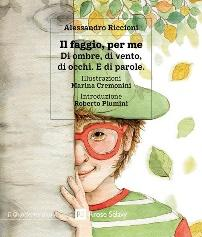 Alessandro Riccioni
Il faggio, per me
Di ombre, di vento,
di occhi. E di parole.
Illustrazioni
Marina Cremonini
Introduzione
Roberto Piumini